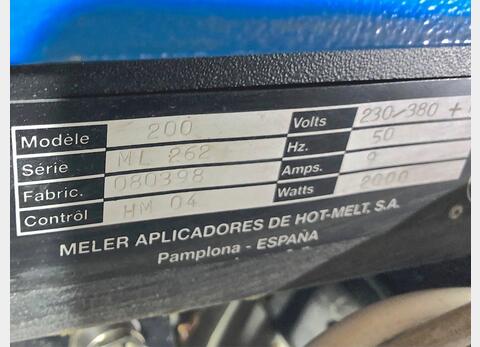 Modèle 200 Volts 230/380 +
Série ML 262 Hz. 50
Fabric. 080398 Amps. 9
Contrôl HM 04 Watts 2000
MELER APLICADORES DE HOT-MELT, S.A.
Pamplona - ESPAÑA